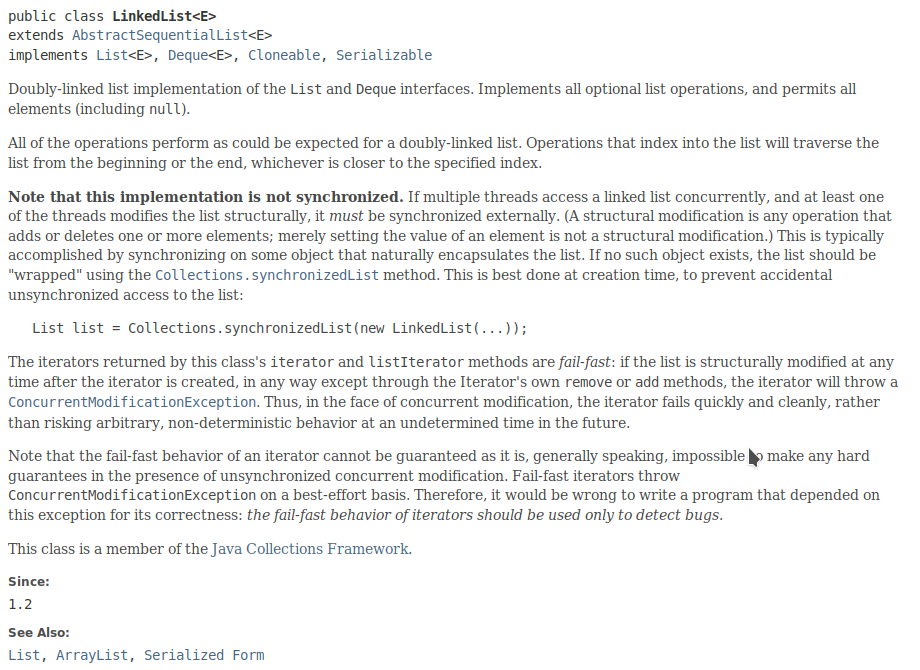 public class LinkedList<E>
extends AbstractSequentialList<E>
implements List<E>, Deque<E>, Cloneable, Serializable
Doubly-linked list implementation of the List and Deque interfaces. Implements all optional list operations, and permits all
elements (including null).
All of the operations perform as could be expected for a doubly-linked list. Operations that index into the list will traverse the
list from the beginning or the end, whichever is closer to the specified index.
Note that this implementation is not synchronized. If multiple threads access a linked list concurrently, and at least one
of the threads modifies the list structurally, it must be synchronized externally. (A structural modification is any operation that
adds or deletes one or more elements; merely setting the value of an element is not a structural modification.) This is typically
accomplished by synchronizing on some object that naturally encapsulates the list. If no such object exists, the list should be
"wrapped" using the Collections.synchronizedList method. This is best done at creation time, to prevent accidental
unsynchronized access to the list:
List list = Collections.synchronizedList(new LinkedList(...));
The iterators returned by this class's iterator and listIterator methods are fail-fast: if the list is structurally modified at any
time after the iterator is created, in any way except through the Iterator's own remove or add methods, the iterator will throw a
ConcurrentModificationException. Thus, in the face of concurrent modification, the iterator fails quickly and cleanly, rather
than risking arbitrary, non-deterministic behavior at an undetermined time in the future.
Note that the fail-fast behavior of an iterator cannot be guaranteed as it is, generally speaking, impossible to make any hard
guarantees in the presence of unsynchronized concurrent modification. Fail-fast iterators throw
ConcurrentModificationException on a best-effort basis. Therefore, it would be wrong to write a program that depended on
this exception for its correctness: the fail-fast behavior of iterators should be used only to detect bugs.
This class is a member of the Java Collections Framework.
Since:
1.2
See Also:
List, ArrayList, Serialized Form